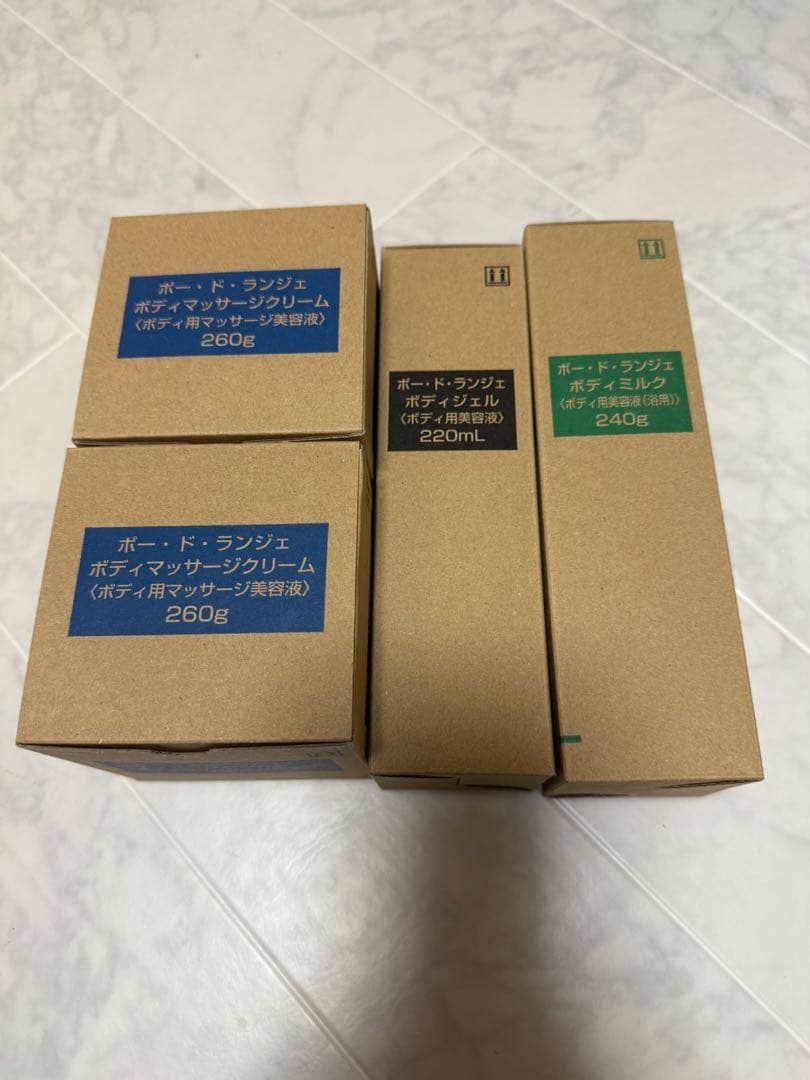 ポー・ド・ランジェ
ボディマッサージクリーム
〈ボディ用マッサージ美容液〉
260g
ポー・ド・ランジェ
ボディマッサージクリーム
〈ボディ用マッサージ美容液〉
260g
ポー・ド・ランジェ
ボディジェル
〈ボディ用美容液〉
220mL
ポー・ド・ランジェ
ボディミルク
〈ボディ用美容液(浴用)〉
240g